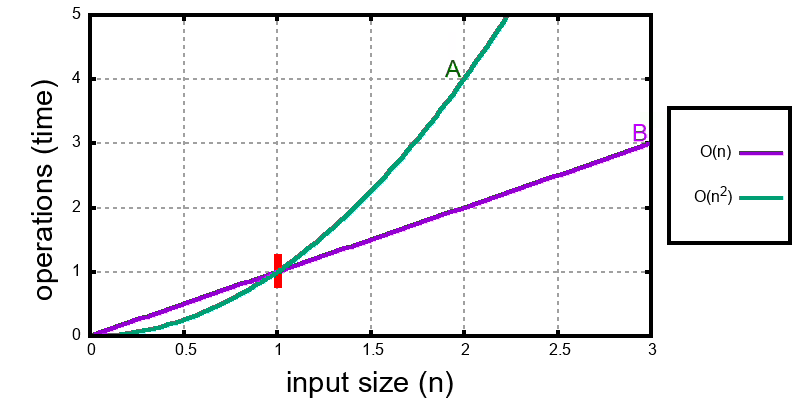 5
4
3
2
1
0
0 0.5 1 1.5 2 2.5 3
operations (time)
input size (n)
A
B
O(n)
O(n²)